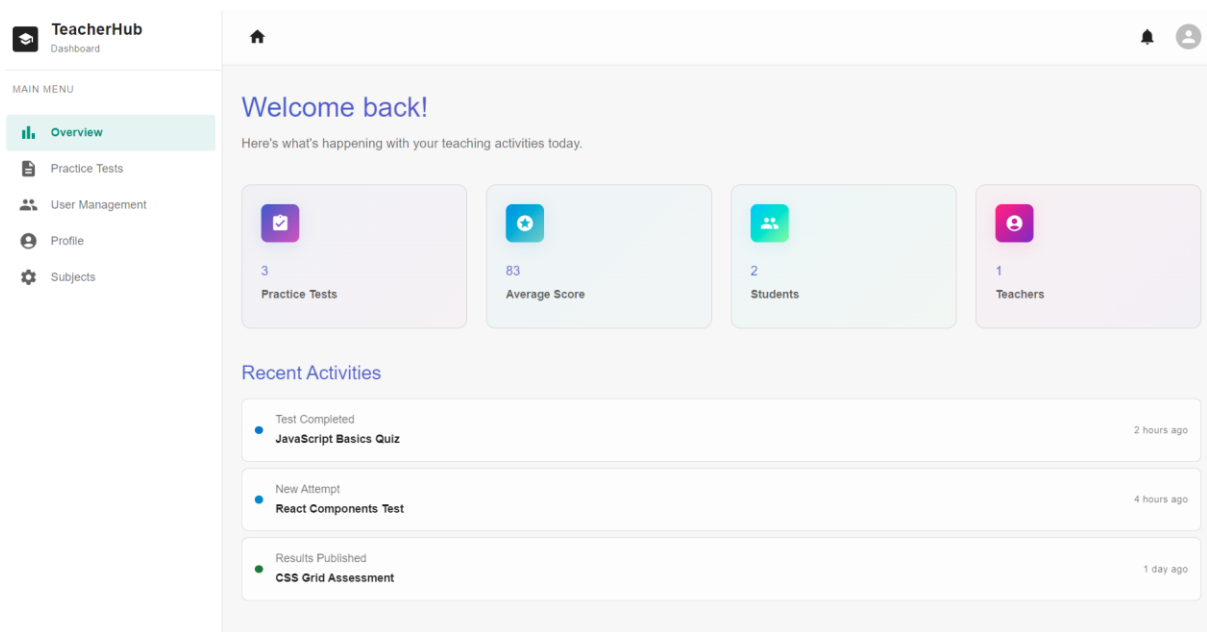 TeacherHub
Dashboard
MAIN MENU
Overview
Practice Tests
User Management
Profile
Subjects
Welcome back!
Here's what's happening with your teaching activities today.
3
Practice Tests
83
Average Score
2
Students
1
Teachers
Recent Activities
Test Completed
JavaScript Basics Quiz
2 hours ago
New Attempt
React Components Test
4 hours ago
Results Published
CSS Grid Assessment
1 day ago